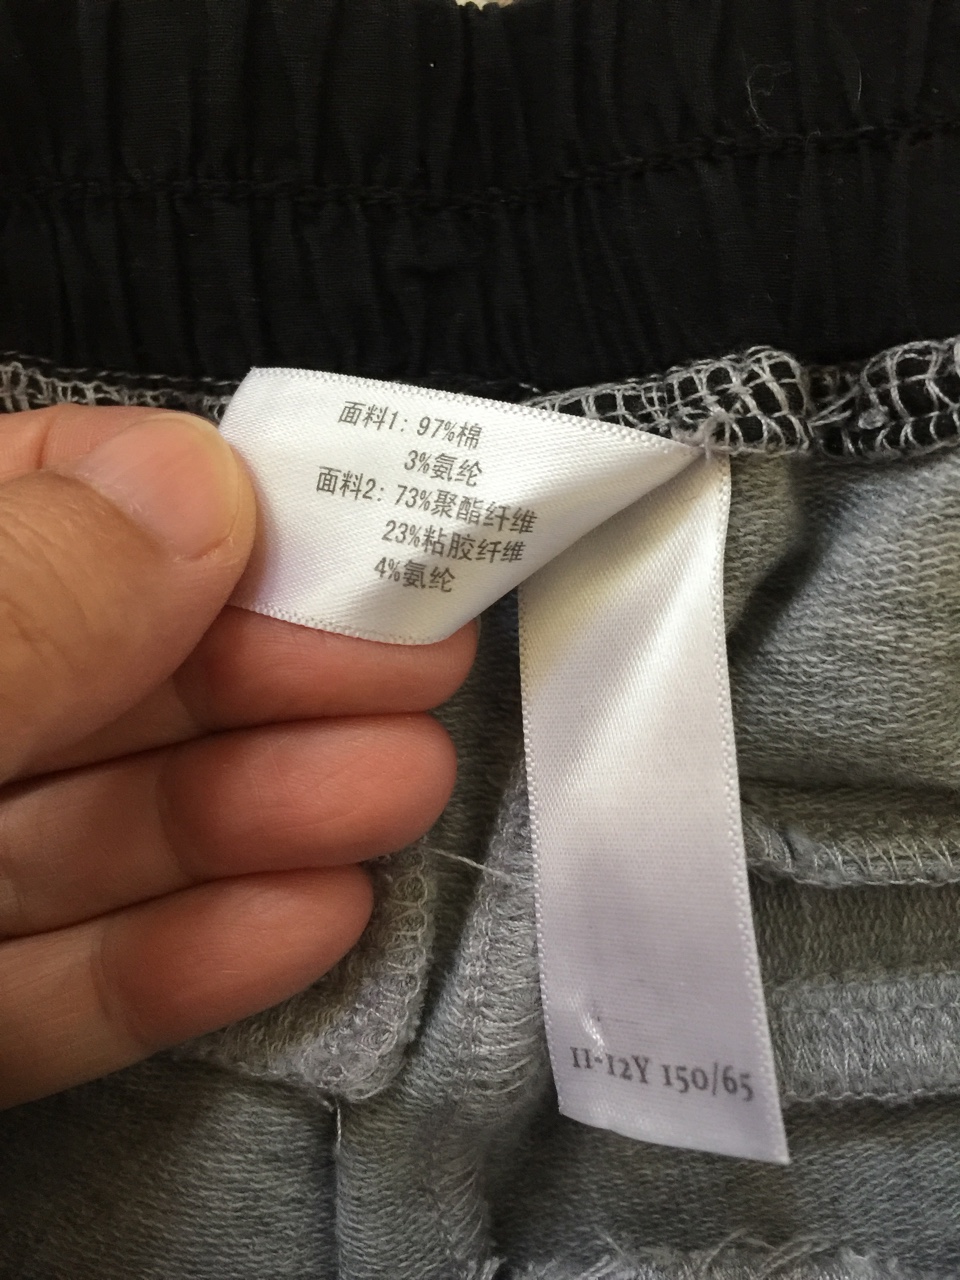 面料1: 97%棉
3%氨纶
面料2: 73%聚酯纤维
23%粘胶纤维
4%氨纶
11-12Y 150/65